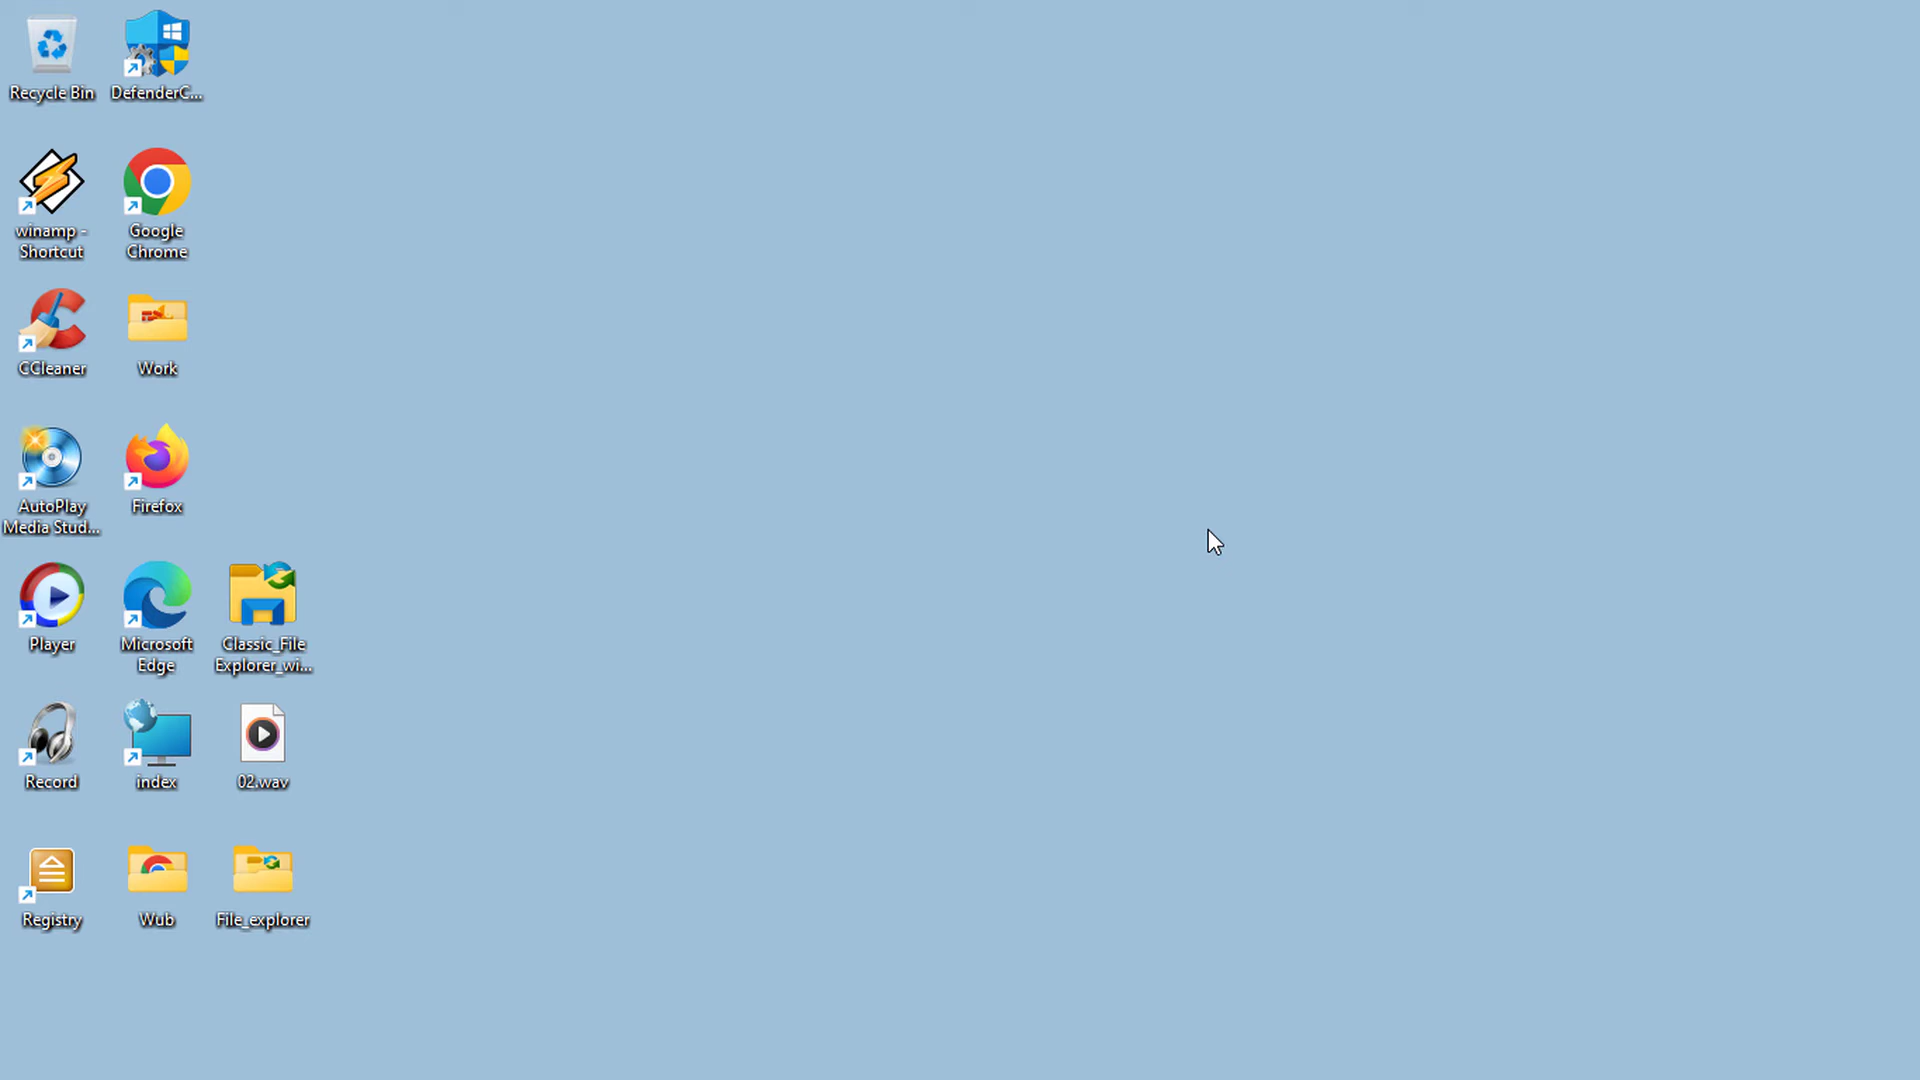 Recycle Bin
DefenderC...
winamp -
Shortcut
Google
Chrome
CCleaner
Work
AutoPlay
Media Stud...
Firefox
Player
Microsoft
Edge
Classic_File
Explorer_wi...
Record
index
02.wav
Registry
Wub
File_explorer